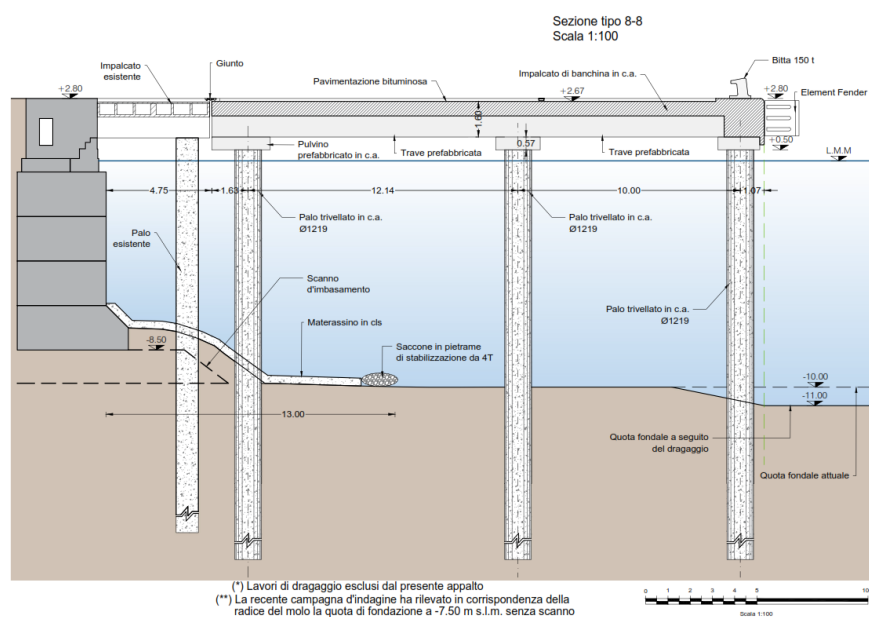 Sezione tipo 8-8
Scala 1:100
Bitta 150 t
Impalcato
esistente
Giunto
Pavimentazione bituminosa
Impalcato di banchina in c.a.
+2.80
+2.67
+2.80
Element Fender
1.60
Pulvino
prefabbricato in c.a.
Trave prefabbricata
0.57
Trave prefabbricata
+0.50
L.M.M
4.75
1.63
12.14
10.00
1.07
Palo
esistente
Palo trivellato in c.a.
Ø1219
Palo trivellato in c.a.
Ø1219
Scanno
d'imbasamento
Palo trivellato in c.a.
Ø1219
Materassino in cls
Saccone in pietrame
di stabilizzazione da 4T
-8.50
-10.00
-11.00
13.00
Quota fondale a seguito
del dragaggio
Quota fondale attuale
(*) Lavori di dragaggio esclusi dal presente appalto
(**) La recente campagna d'indagine ha rilevato in corrispondenza della
radice del molo la quota di fondazione a -7.50 m s.l.m. senza scanno
0 1 2 3 4 5 10
Scala 1:100